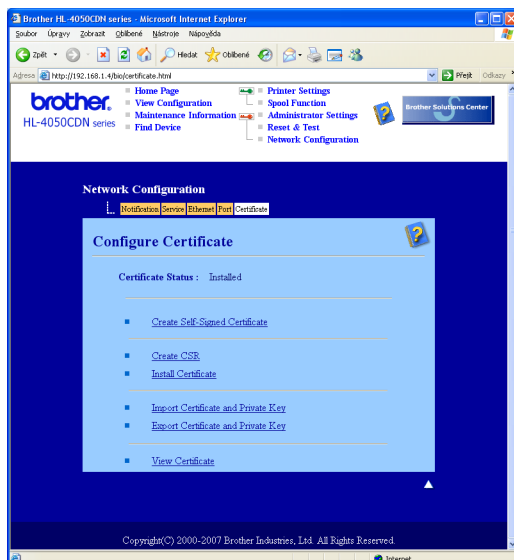 Brother HL-4050CDN series - Microsoft Internet Explorer
Soubor Úpravy Zobrazit Oblíbené Nástroje Nápověda
Zpět Hledat Oblíbené
Adresa http://192.168.1.4/bio/certificate.html Přejít Odkazy »
brother.
HL-4050CDN series
Home Page
View Configuration
Maintenance Information
Find Device
Printer Settings
Spool Function
Administrator Settings
Reset & Test
Network Configuration
Brother Solutions Center
Network Configuration
Notification Service Ethernet Port Certificate
Configure Certificate
Certificate Status : Installed
Create Self-Signed Certificate
Create CSR
Install Certificate
Import Certificate and Private Key
Export Certificate and Private Key
View Certificate
Copyright(C) 2000-2007 Brother Industries, Ltd. All Rights Reserved.
Internet